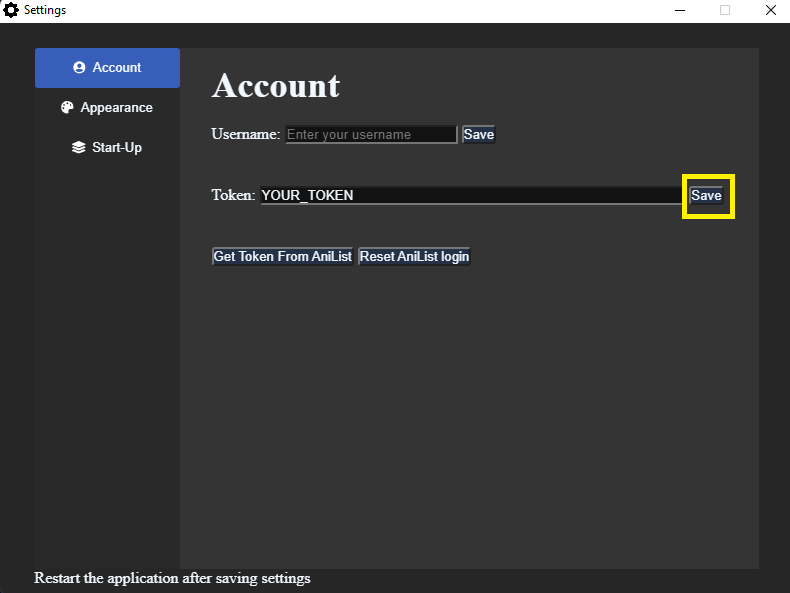 Settings
Account
Appearance
Start-Up
Account
Username: Enter your username Save
Token: YOUR_TOKEN Save
Get Token From AniList Reset AniList login
Restart the application after saving settings